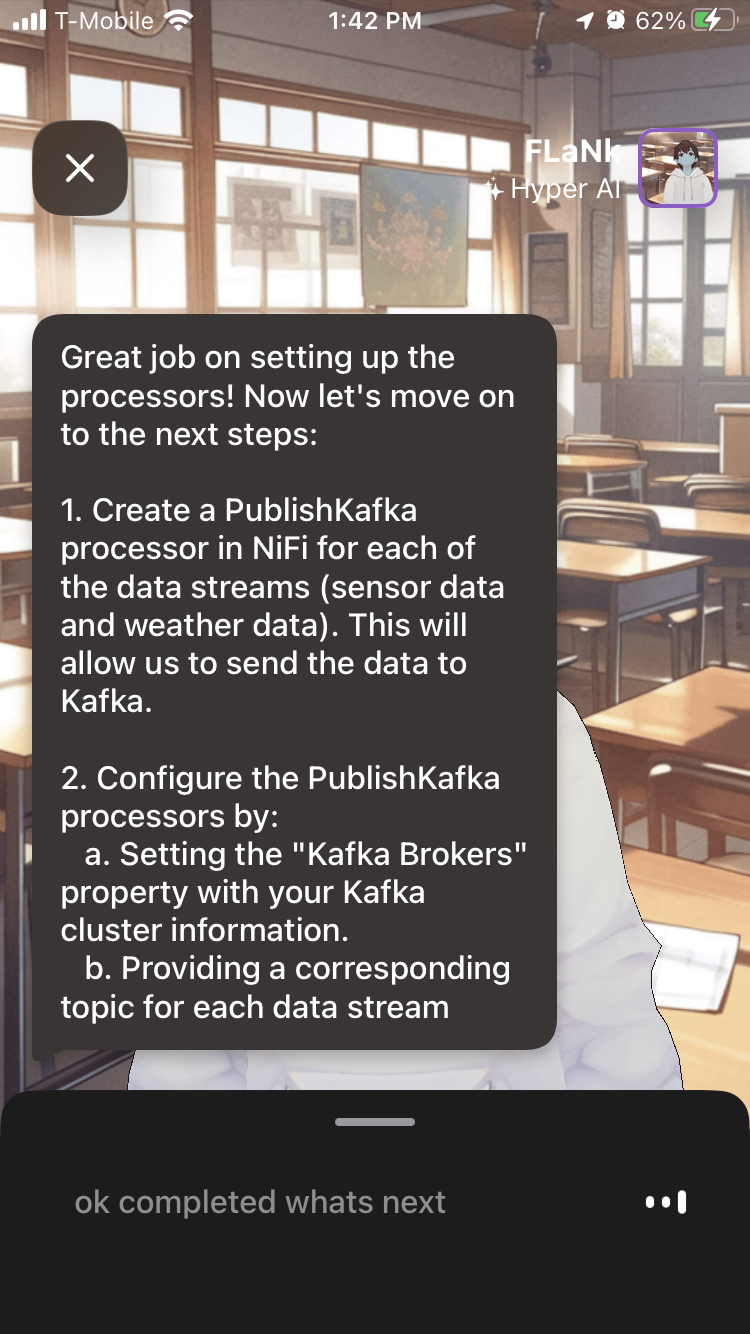 T-Mobile 1:42 PM 62%
FLaNk
Hyper AI
Great job on setting up the
processors! Now let's move on
to the next steps:
1. Create a PublishKafka
processor in NiFi for each of
the data streams (sensor data
and weather data). This will
allow us to send the data to
Kafka.
2. Configure the PublishKafka
processors by:
a. Setting the "Kafka Brokers"
property with your Kafka
cluster information.
b. Providing a corresponding
topic for each data stream
ok completed whats next